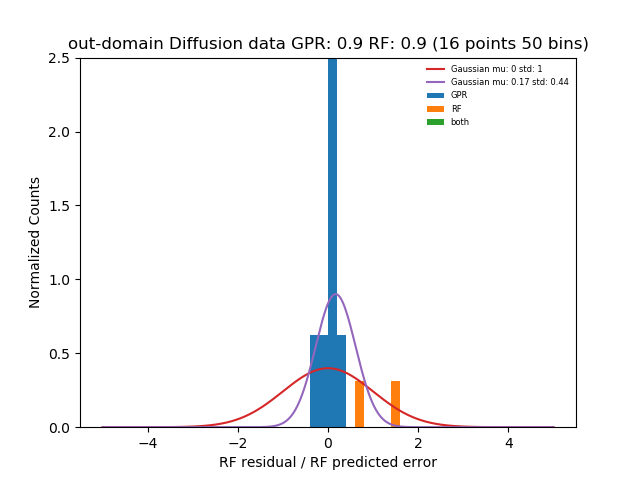 out-domain Diffusion data GPR: 0.9 RF: 0.9 (16 points 50 bins)
Gaussian mu: 0 std: 1
Gaussian mu: 0.17 std: 0.44
GPR
RF
both
Normalized Counts
2.5
2.0
1.5
1.0
0.5
0.0
−4 −2 0 2 4
RF residual / RF predicted error